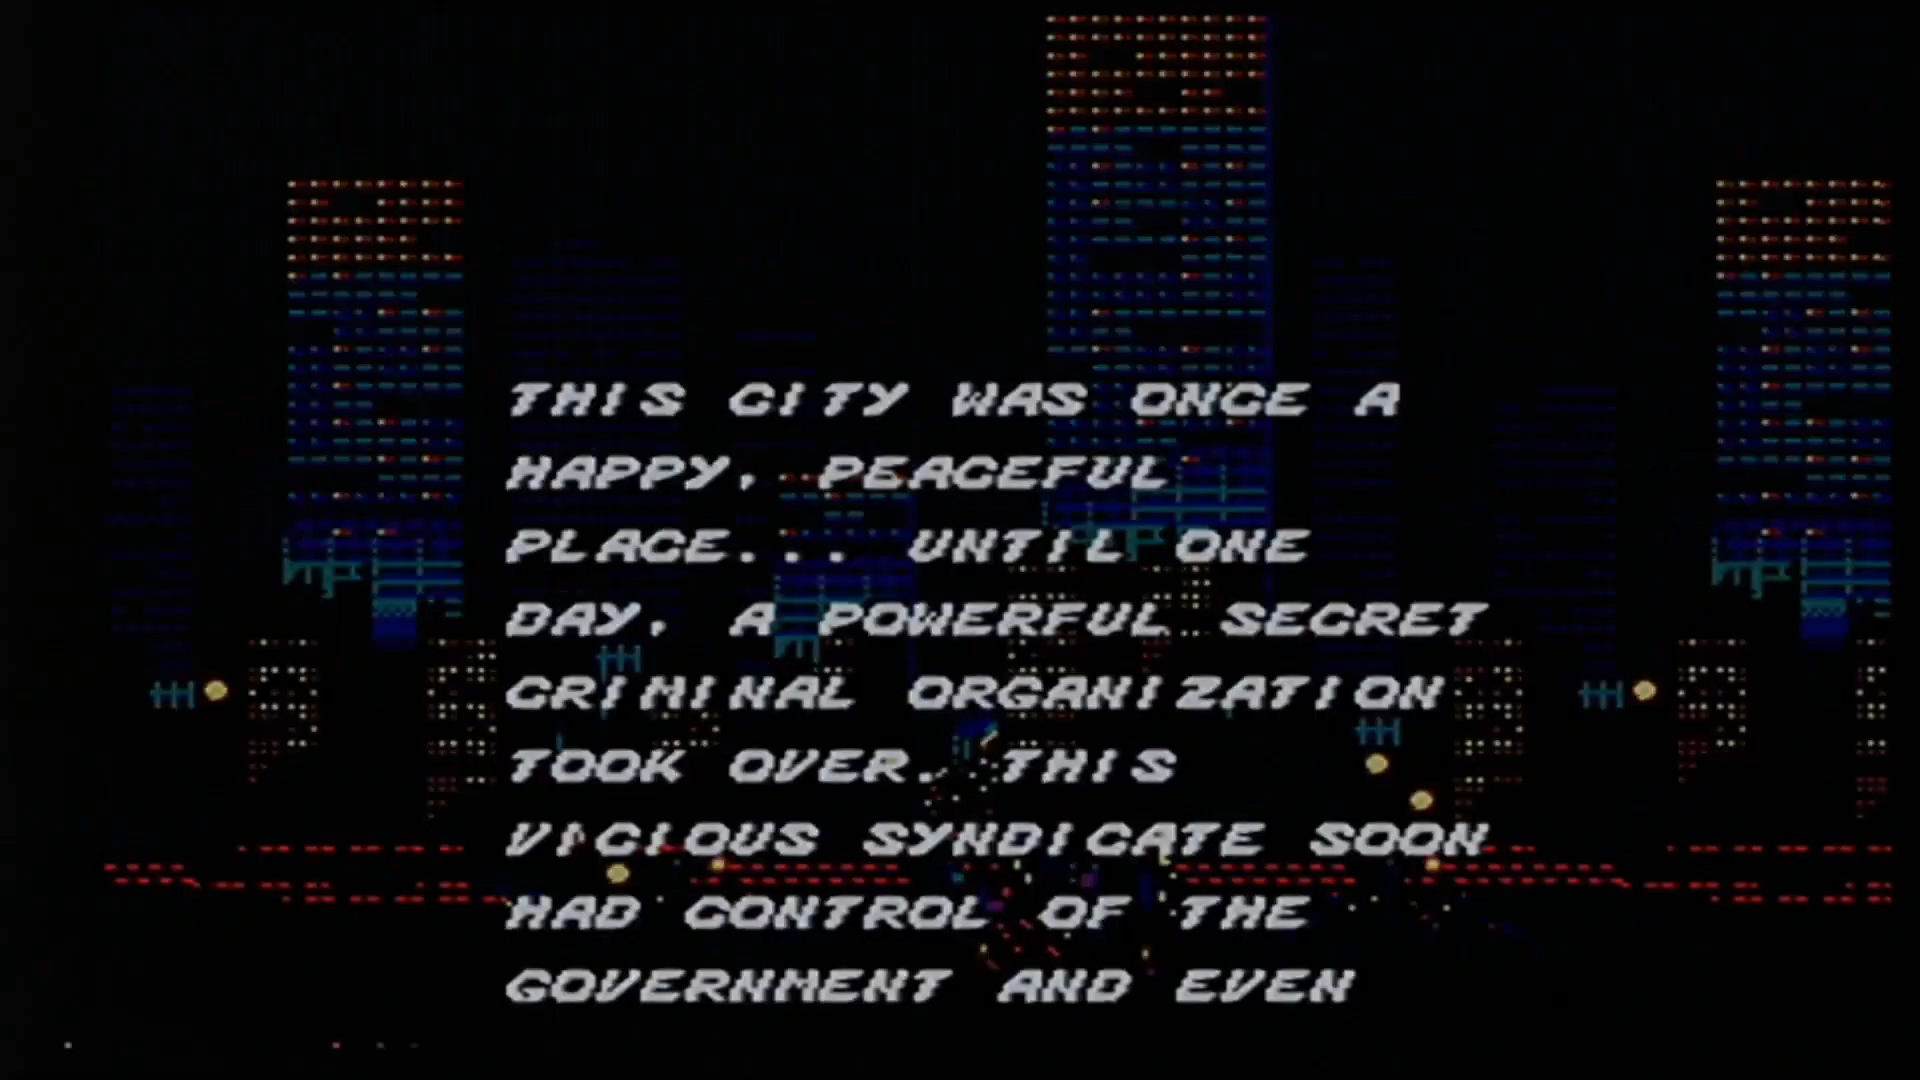 THIS CITY WAS ONCE A
HAPPY, PEACEFUL
PLACE... UNTIL ONE
DAY, A POWERFUL SECRET
CRIMINAL ORGANIZATION
TOOK OVER. THIS
VICIOUS SYNDICATE SOON
HAD CONTROL OF THE
GOVERNMENT AND EVEN